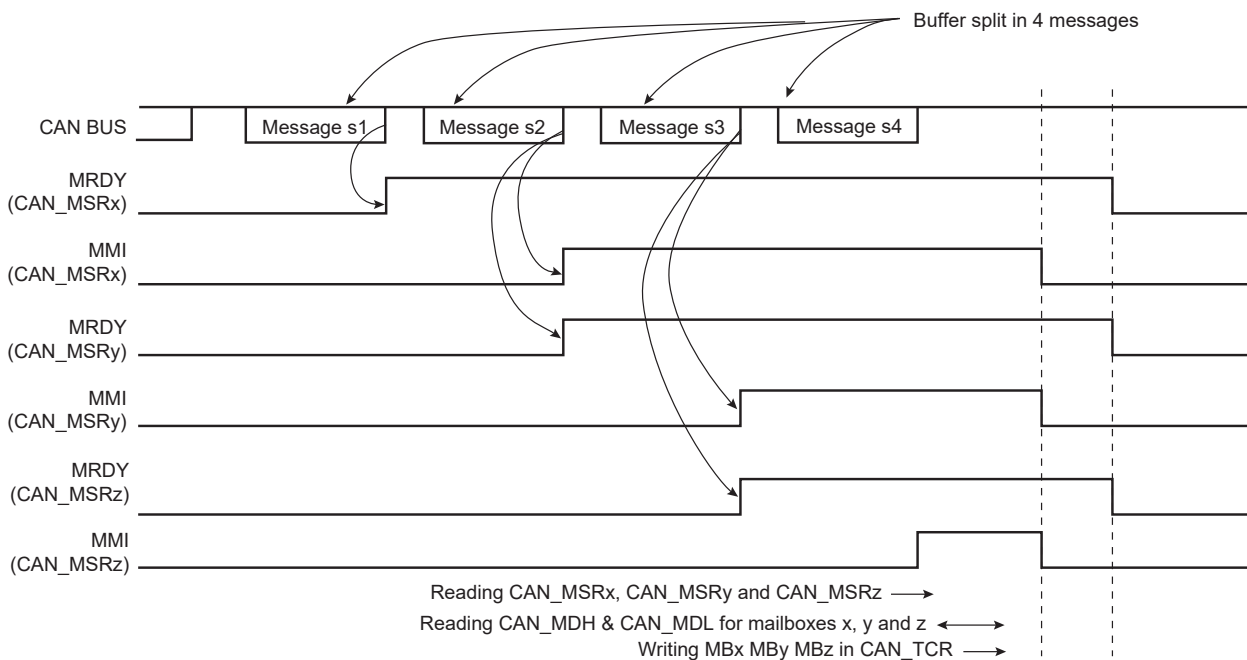 Buffer split in 4 messages
CAN BUS
Message s1
Message s2
Message s3
Message s4
MRDY
(CAN_MSRx)
MMI
(CAN_MSRx)
MRDY
(CAN_MSRy)
MMI
(CAN_MSRy)
MRDY
(CAN_MSRz)
MMI
(CAN_MSRz)
Reading CAN_MSRx, CAN_MSRy and CAN_MSRz
Reading CAN_MDH & CAN_MDL for mailboxes x, y and z
Writing MBx MBy MBz in CAN_TCR